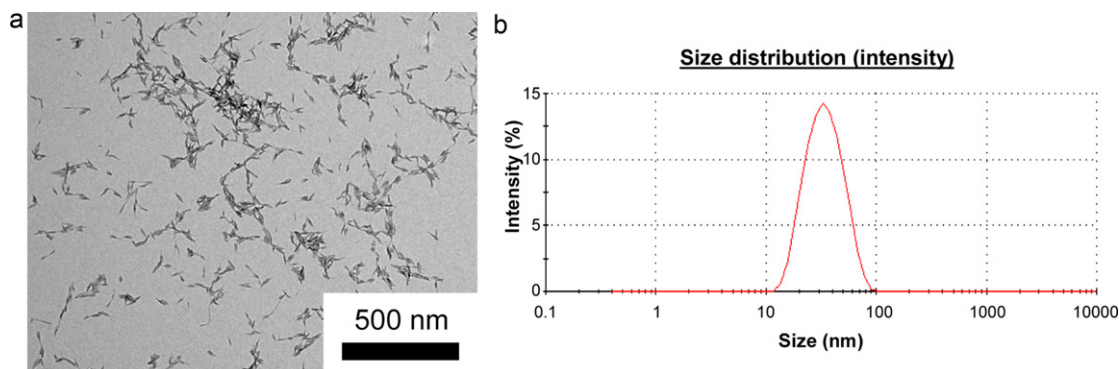 a
500 nm
b
Size distribution (intensity)
Intensity (%)
15
10
5
0
0.1 1 10 100 1000 10000
Size (nm)